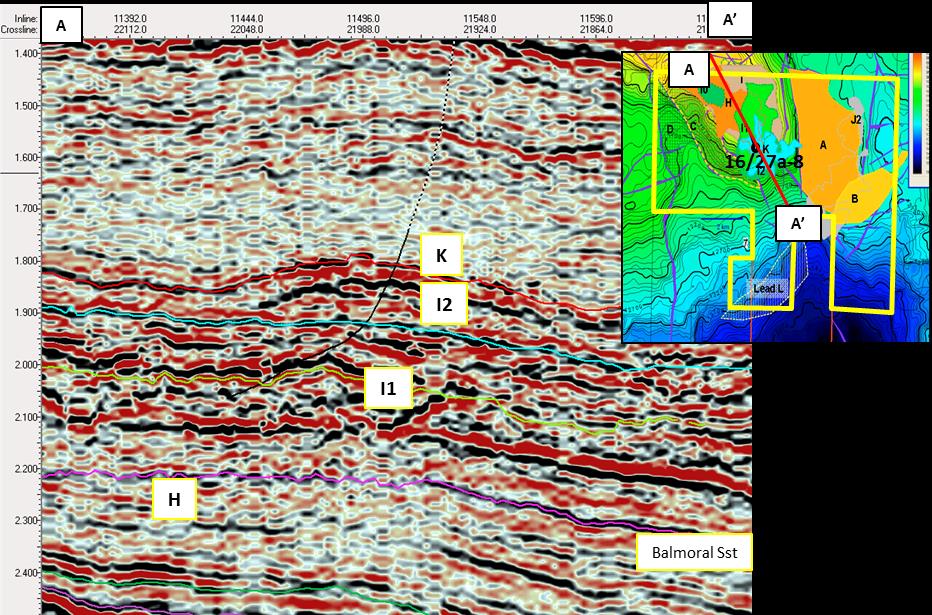 Inline:
Crossline:
11392.0
22112.0
11444.0
22048.0
11496.0
21988.0
11548.0
21924.0
11596.0
21864.0
A
A’
1.400
1.500
1.600
1.700
1.800
1.900
2.000
2.100
2.200
2.300
2.400
K
I2
I1
H
Balmoral Sst
A
H
D
C
I1
K
16/27a-8
I2
A
J2
B
A’
Lead L